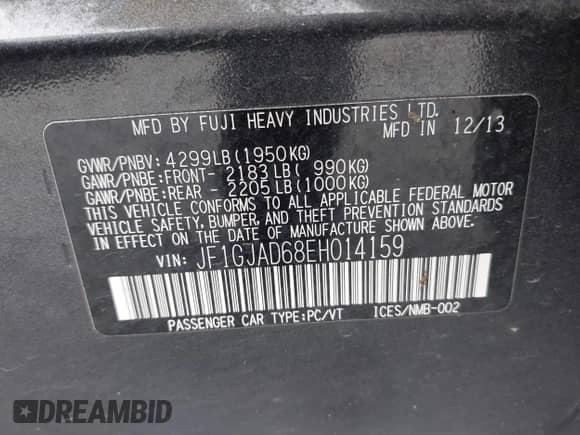 MFD BY FUJI HEAVY INDUSTRIES LTD.
MFD IN 12/13
GVWR/PNBV: 4299LB(1950KG)
GAWR/PNBE:FRONT- 2183LB( 990KG)
GAWR/PNBE:REAR - 2205LB(1000KG)
THIS VEHICLE CONFORMS TO ALL APPLICABLE FEDERAL MOTOR
VEHICLE SAFETY, BUMPER, AND THEFT PREVENTION STANDARDS
IN EFFECT ON THE DATE OF MANUFACTURE SHOWN ABOVE.
VIN: JF1GJAD68EH014159
PASSENGER CAR TYPE:PC/VT ICES/NMB-002
DREAMBID